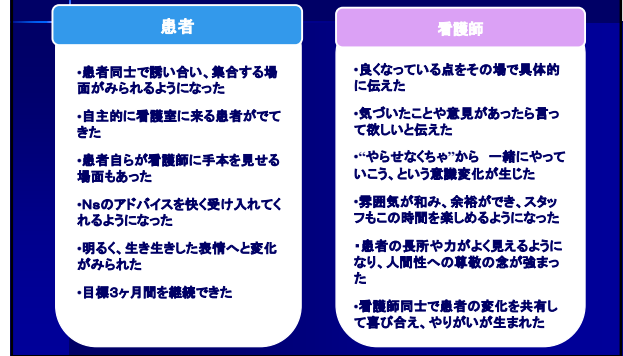 患者
・患者同士で誘い合い、集合する場
面がみられるようになった
・自主的に看護室に来る患者がでて
きた
・患者自らが看護師に手本を見せる
場面もあった
・Nsのアドバイスを快く受け入れてく
れるようになった
・明るく、生き生きした表情へと変化
がみられた
・目標3ヶ月間を継続できた
看護師
・良くなっている点をその場で具体的
に伝えた
・気づいたことや意見があったら言っ
て欲しいと伝えた
・“やらせなくちゃ”から　一緒にやって
いこう、という意識変化が生じた
・雰囲気が和み、余裕ができ、スタッ
フもこの時間を楽しめるようになった
・患者の長所や力がよく見えるように
なり、人間性への尊敬の念が強まっ
た
・看護師同士で患者の変化を共有し
て喜び合え、やりがいが生まれた